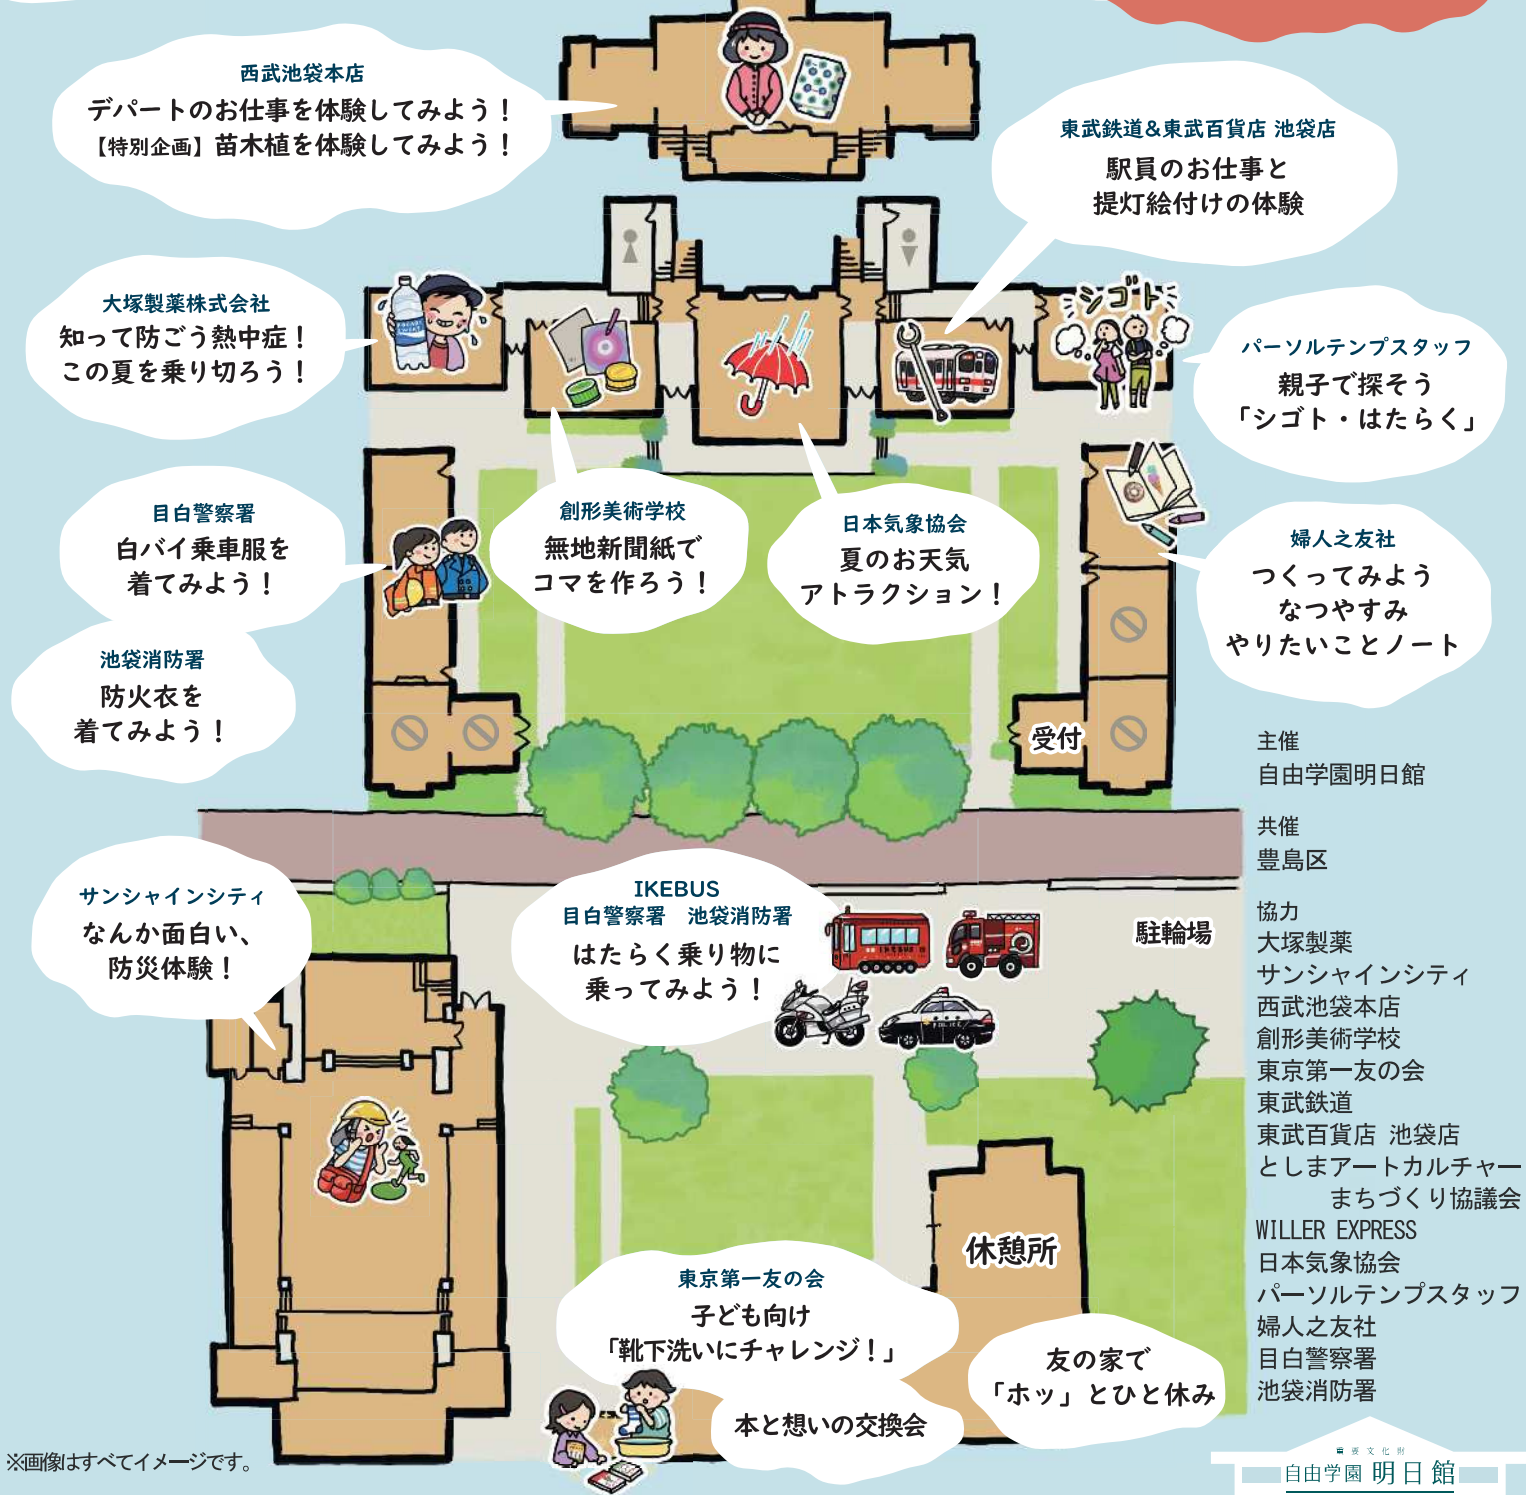 西武池袋本店
デパートのお仕事を体験してみよう！
【特別企画】苗木植を体験してみよう！
東武鉄道&東武百貨店 池袋店
駅員のお仕事と
提灯絵付けの体験
大塚製薬株式会社
知って防ごう熱中症！
この夏を乗り切ろう！
シゴト
パーソルテンプスタッフ
親子で探そう
「シゴト・はたらく」
目白警察署
白バイ乗車服を
着てみよう！
創形美術学校
無地新聞紙で
コマを作ろう！
日本気象協会
夏のお天気
アトラクション！
婦人之友社
つくってみよう
なつやすみ
やりたいことノート
池袋消防署
防火衣を
着てみよう！
受付
サンシャインシティ
なんか面白い、
防災体験！
IKEBUS
目白警察署　池袋消防署
はたらく乗り物に
乗ってみよう！
IKEBUS
POLICE
駐輪場
東京第一友の会
子ども向け
「靴下洗いにチャレンジ！」
本と想いの交換会
休憩所
友の家で
「ホッ」とひと休み
主催
自由学園明日館
共催
豊島区
協力
大塚製薬
サンシャインシティ
西武池袋本店
創形美術学校
東京第一友の会
東武鉄道
東武百貨店 池袋店
としまアートカルチャー
まちづくり協議会
WILLER EXPRESS
日本気象協会
パーソルテンプスタッフ
婦人之友社
目白警察署
池袋消防署
※画像はすべてイメージです。
重要文化財
自由学園 明日館